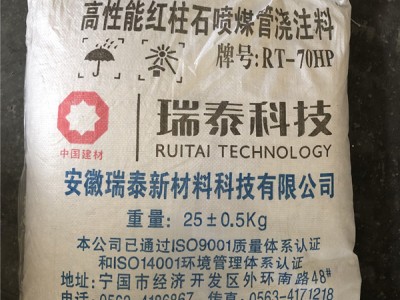 高性能红柱石喷煤管浇注料
牌号:RT-70HP
中国建材
瑞泰科技
RUITAI TECHNOLOGY
安徽瑞泰新材料科技有限公司
重量: 25±0.5Kg
本公司已通过ISO9001质量体系认证
和ISO14001环境管理体系认证
地址:宁国市经济开发区外环南路48#
电话:0563-4186867 传真:0563-4171218